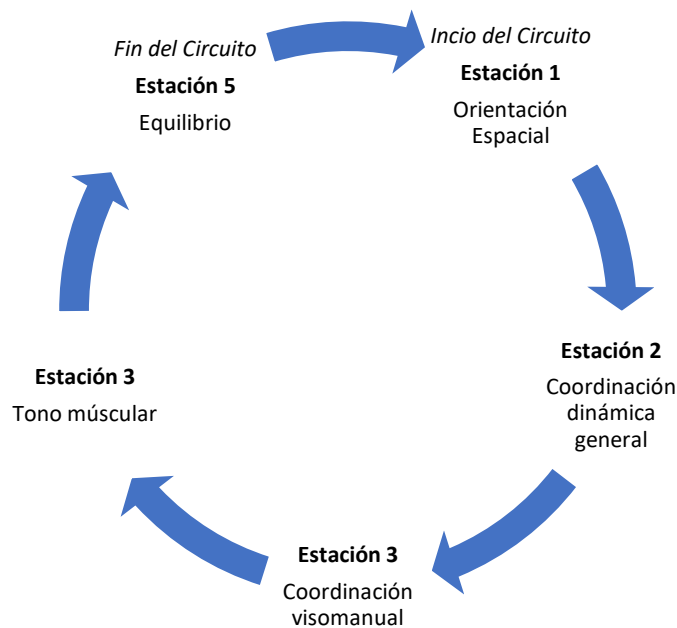 Incio del Circuito
Estación 1
Orientación
Espacial
Estación 2
Coordinación
dinámica
general
Estación 3
Coordinación
visomanual
Estación 3
Tono múscular
Fin del Circuito
Estación 5
Equilibrio